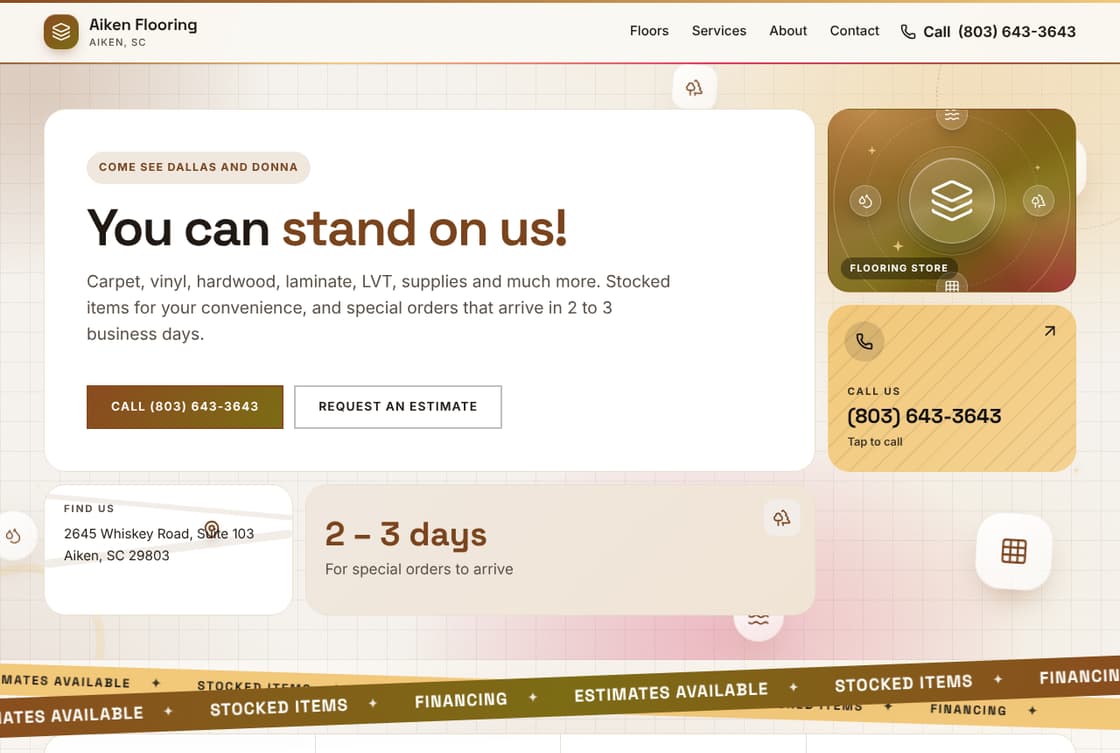 Aiken Flooring
AIKEN, SC
Floors Services About Contact Call (803) 643-3643
COME SEE DALLAS AND DONNA
You can stand on us!
Carpet, vinyl, hardwood, laminate, LVT, supplies and much more. Stocked
items for your convenience, and special orders that arrive in 2 to 3
business days.
CALL (803) 643-3643
REQUEST AN ESTIMATE
FLOORING STORE
CALL US
(803) 643-3643
Tap to call
FIND US
2645 Whiskey Road, Suite 103
Aiken, SC 29803
2 – 3 days
For special orders to arrive
MATES AVAILABLE ✦ STOCKED ITEMS
ITEMS ✦ FINANCING ✦
MATES AVAILABLE ✦ STOCKED ITEMS ✦ FINANCING ✦ ESTIMATES AVAILABLE ✦ STOCKED ITEMS ✦ FINANCIN